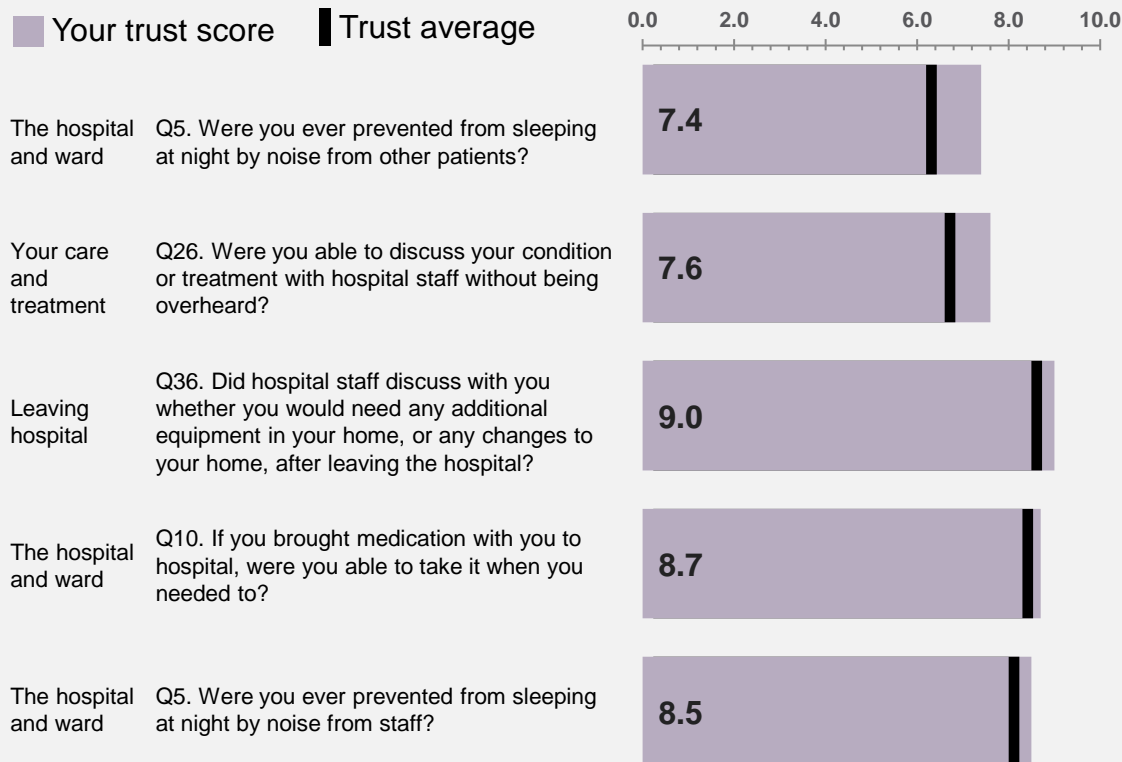 Your trust score
Trust average
0.0 2.0 4.0 6.0 8.0 10.0
The hospital
and ward
Q5. Were you ever prevented from sleeping
at night by noise from other patients?
7.4
Your care
and
treatment
Q26. Were you able to discuss your condition
or treatment with hospital staff without being
overheard?
7.6
Leaving
hospital
Q36. Did hospital staff discuss with you
whether you would need any additional
equipment in your home, or any changes to
your home, after leaving the hospital?
9.0
The hospital
and ward
Q10. If you brought medication with you to
hospital, were you able to take it when you
needed to?
8.7
The hospital
and ward
Q5. Were you ever prevented from sleeping
at night by noise from staff?
8.5